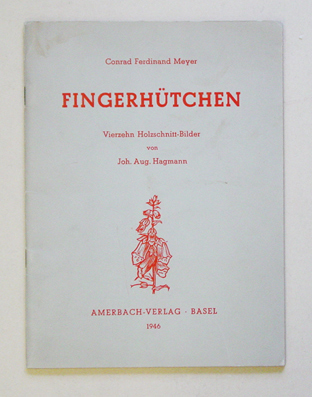 Conrad Ferdinand Meyer
FINGERHÜTCHEN
Vierzehn Holzschnitt-Bilder
von
Joh. Aug. Hagmann
AMERBACH-VERLAG · BASEL
1946